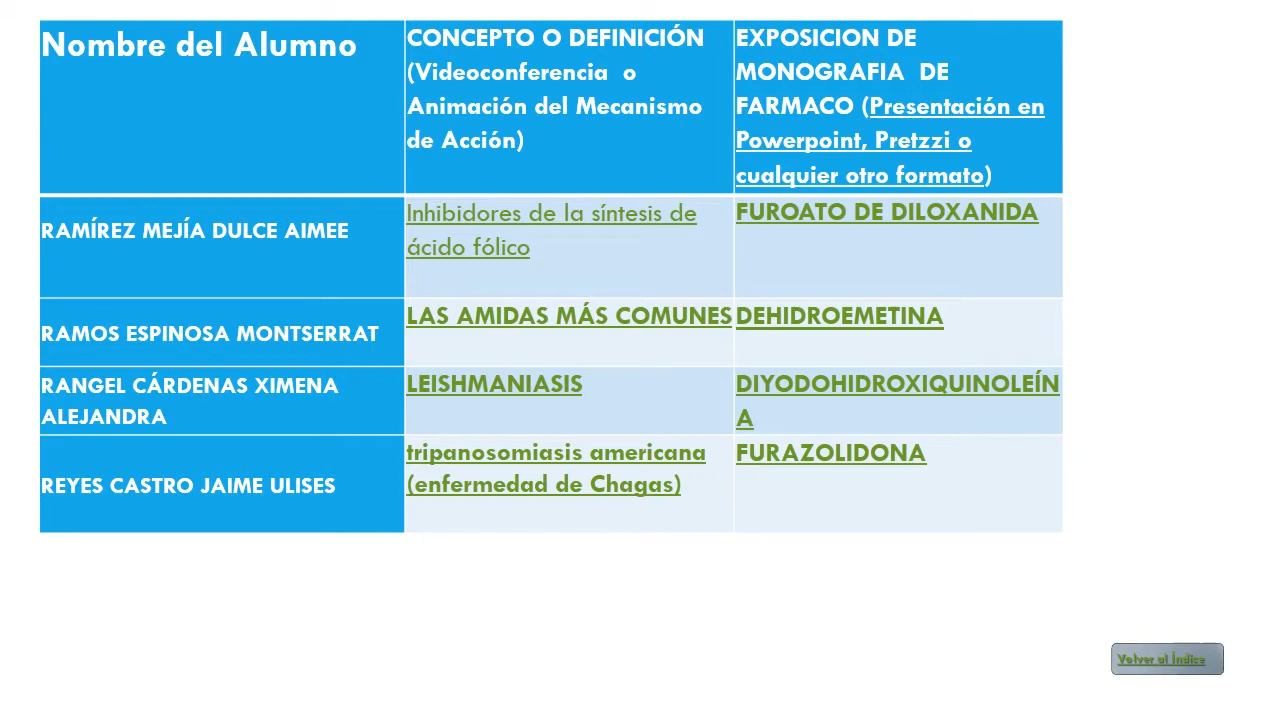 Nombre del Alumno
CONCEPTO O DEFINICIÓN
(Videoconferencia o
Animación del Mecanismo
de Acción)
EXPOSICION DE
MONOGRAFIA DE
FARMACO (Presentación en
Powerpoint, Pretzzi o
cualquier otro formato)
RAMÍREZ MEJÍA DULCE AIMEE
Inhibidores de la síntesis de
ácido fólico
FUROATO DE DILOXANIDA
RAMOS ESPINOSA MONTSERRAT
LAS AMIDAS MÁS COMUNES
DEHIDROEMETINA
RANGEL CÁRDENAS XIMENA
ALEJANDRA
LEISHMANIASIS
DIYODOHIDROXIQUINOLEÍN
A
REYES CASTRO JAIME ULISES
tripanosomiasis americana
(enfermedad de Chagas)
FURAZOLIDONA
Volver al Índice